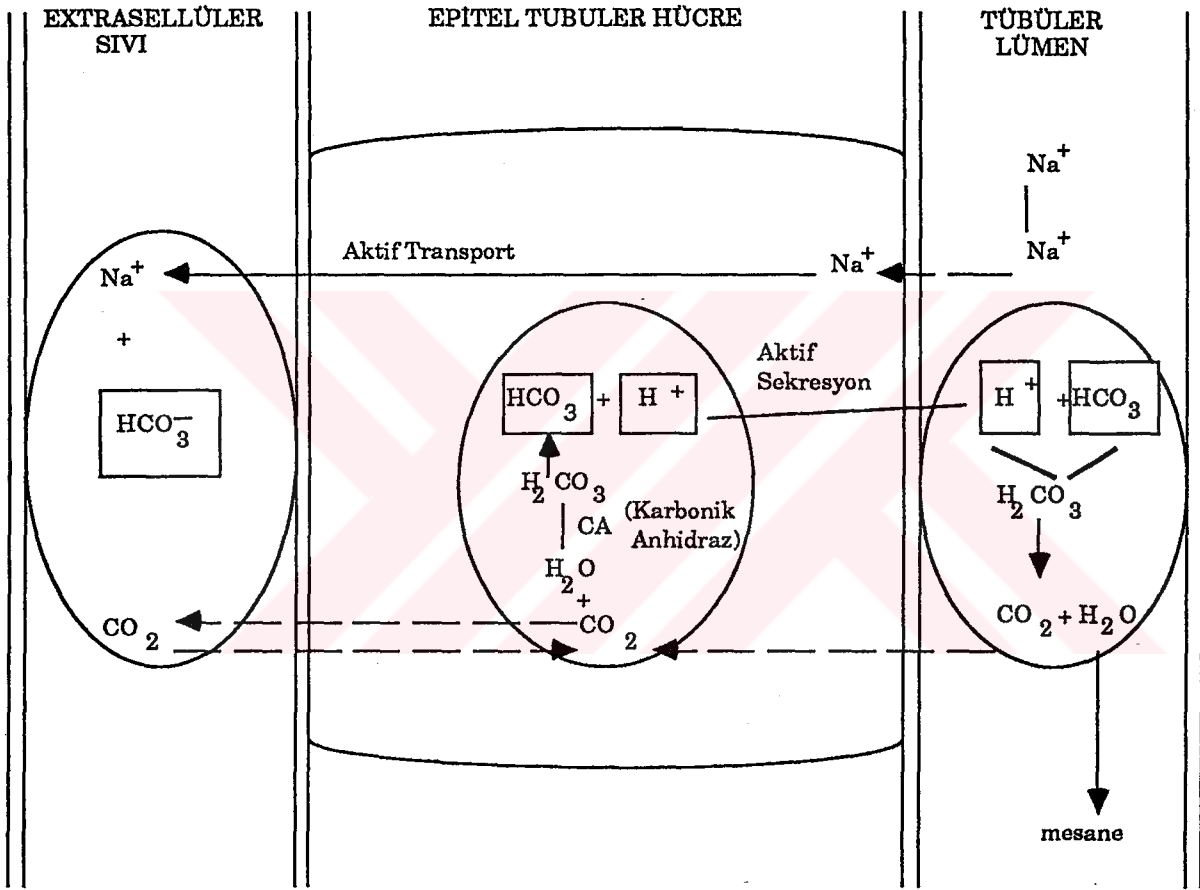 EXTRASELLÜLER
SIVI
EPİTEL TUBULER HÜCRE
TÜBÜLER
LÜMEN
Na⁺
Na⁺
Aktif Transport
Na⁺
Na⁺
+
HCO₃⁻
CO₂
HCO₃ + H⁺
H₂CO₃
CA (Karbonik
Anhidraz)
H₂O
+
CO₂
Aktif
Sekresyon
H⁺ + HCO₃
H₂CO₃
CO₂ + H₂O
mesane